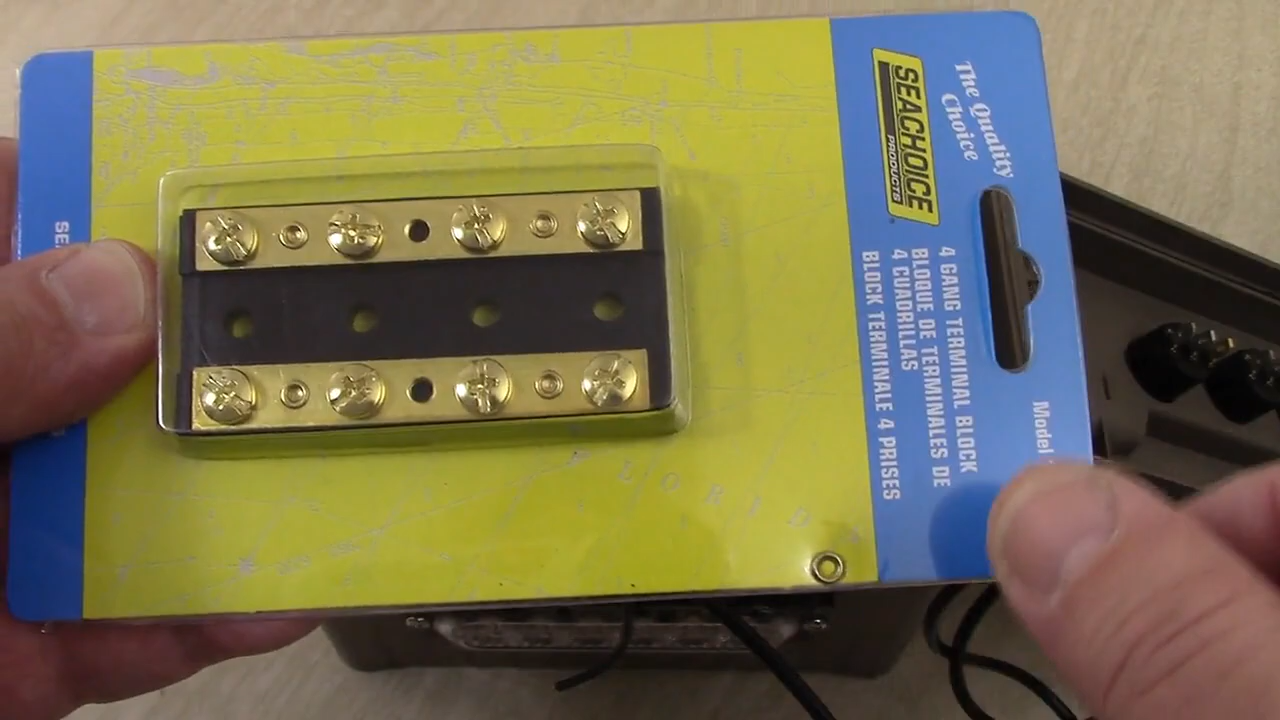 The Quality
Choice
SEACHOICE
PRODUCTS
4 GANG TERMINAL BLOCK
BLOQUE DE TERMINALES DE
4 CUADRILLAS
BLOCK TERMINALE 4 PRISES
Model
L O R I D